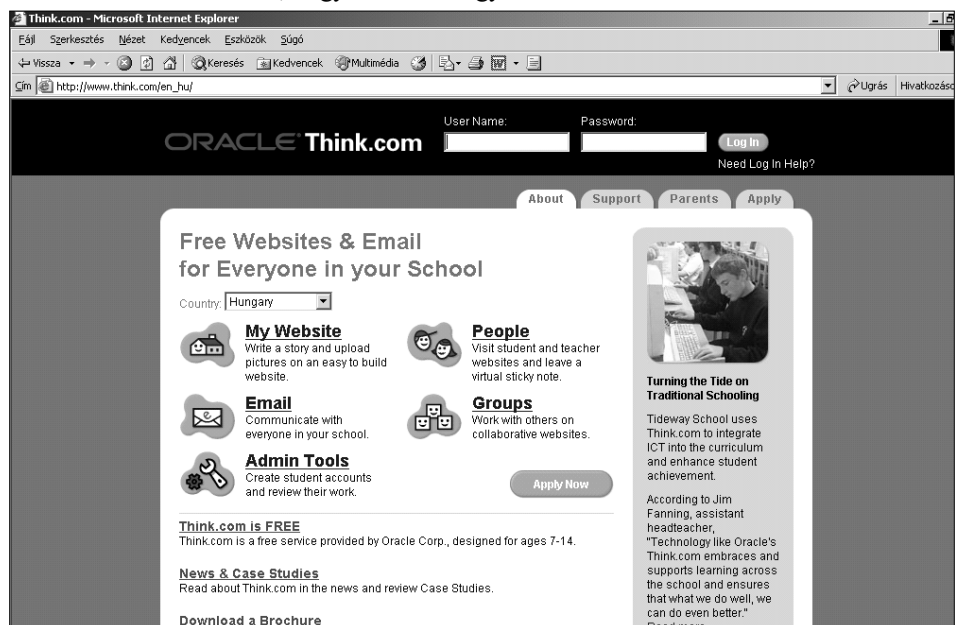 Think.com - Microsoft Internet Explorer
Fájl Szerkesztés Nézet Kedvencek Eszközök Súgó
Vissza Keresés Kedvencek Multimédia
Cím http://www.think.com/en_hu/ Ugrás Hivatkozáso
User Name: Password:
ORACLE Think.com Log In
Need Log In Help?
About Support Parents Apply
Free Websites & Email
for Everyone in your School
Country: Hungary
My Website
Write a story and upload
pictures on an easy to build
website.
People
Visit student and teacher
websites and leave a
virtual sticky note.
Email
Communicate with
everyone in your school.
Groups
Work with others on
collaborative websites.
Admin Tools
Create student accounts
and review their work.
Apply Now
Think.com is FREE
Think.com is a free service provided by Oracle Corp., designed for ages 7-14.
News & Case Studies
Read about Think.com in the news and review Case Studies.
Download a Brochure
Turning the Tide on
Traditional Schooling
Tideway School uses
Think.com to integrate
ICT into the curriculum
and enhance student
achievement.
According to Jim
Fanning, assistant
headteacher,
"Technology like Oracle's
Think.com embraces and
supports learning across
the school and ensures
that what we do well, we
can do even better."